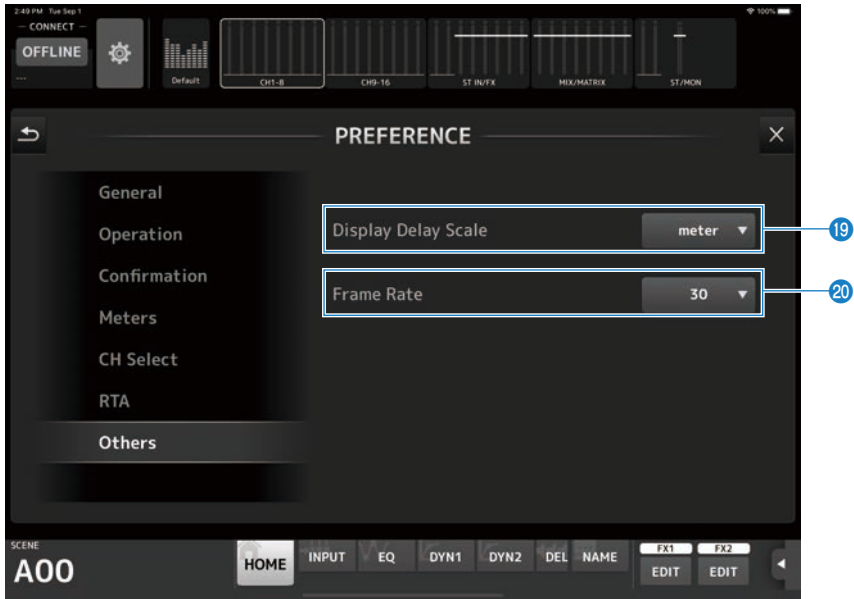 2:49 PM Tue Sep 1
100%
CONNECT
OFFLINE
---
Default
CH1-8
CH9-16
ST IN/FX
MIX/MATRIX
ST/MON
PREFERENCE
General
Operation
Confirmation
Meters
CH Select
RTA
Others
Display Delay Scale
meter
19
Frame Rate
30
20
SCENE
A00
HOME
INPUT
EQ
DYN1
DYN2
DEL
NAME
FX1
EDIT
FX2
EDIT